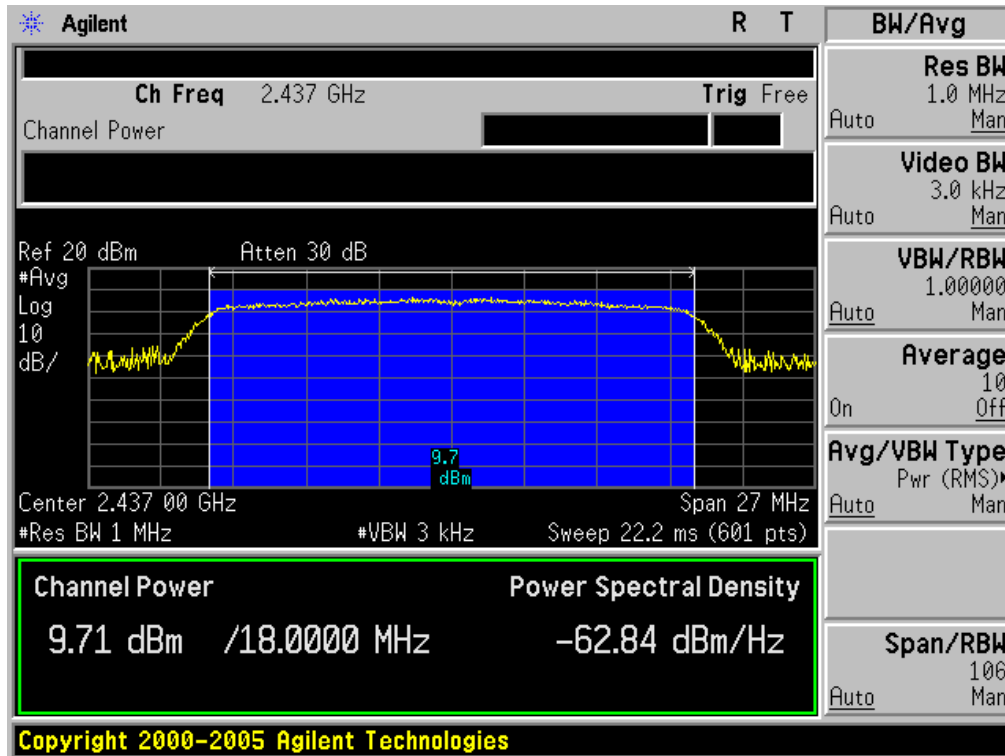 Agilent R T
Ch Freq 2.437 GHz Trig Free
Channel Power
Ref 20 dBm Atten 30 dB
#Avg
Log
10
dB/
9.7
dBm
Center 2.437 00 GHz Span 27 MHz
#Res BW 1 MHz #VBW 3 kHz Sweep 22.2 ms (601 pts)
Channel Power Power Spectral Density
9.71 dBm /18.0000 MHz -62.84 dBm/Hz
BW/Avg
Res BW
1.0 MHz
Auto Man
Video BW
3.0 kHz
Auto Man
VBW/RBW
1.00000
Auto Man
Average
10
On Off
Avg/VBW Type
Pwr (RMS)▸
Auto Man
Span/RBW
106
Auto Man
Copyright 2000-2005 Agilent Technologies